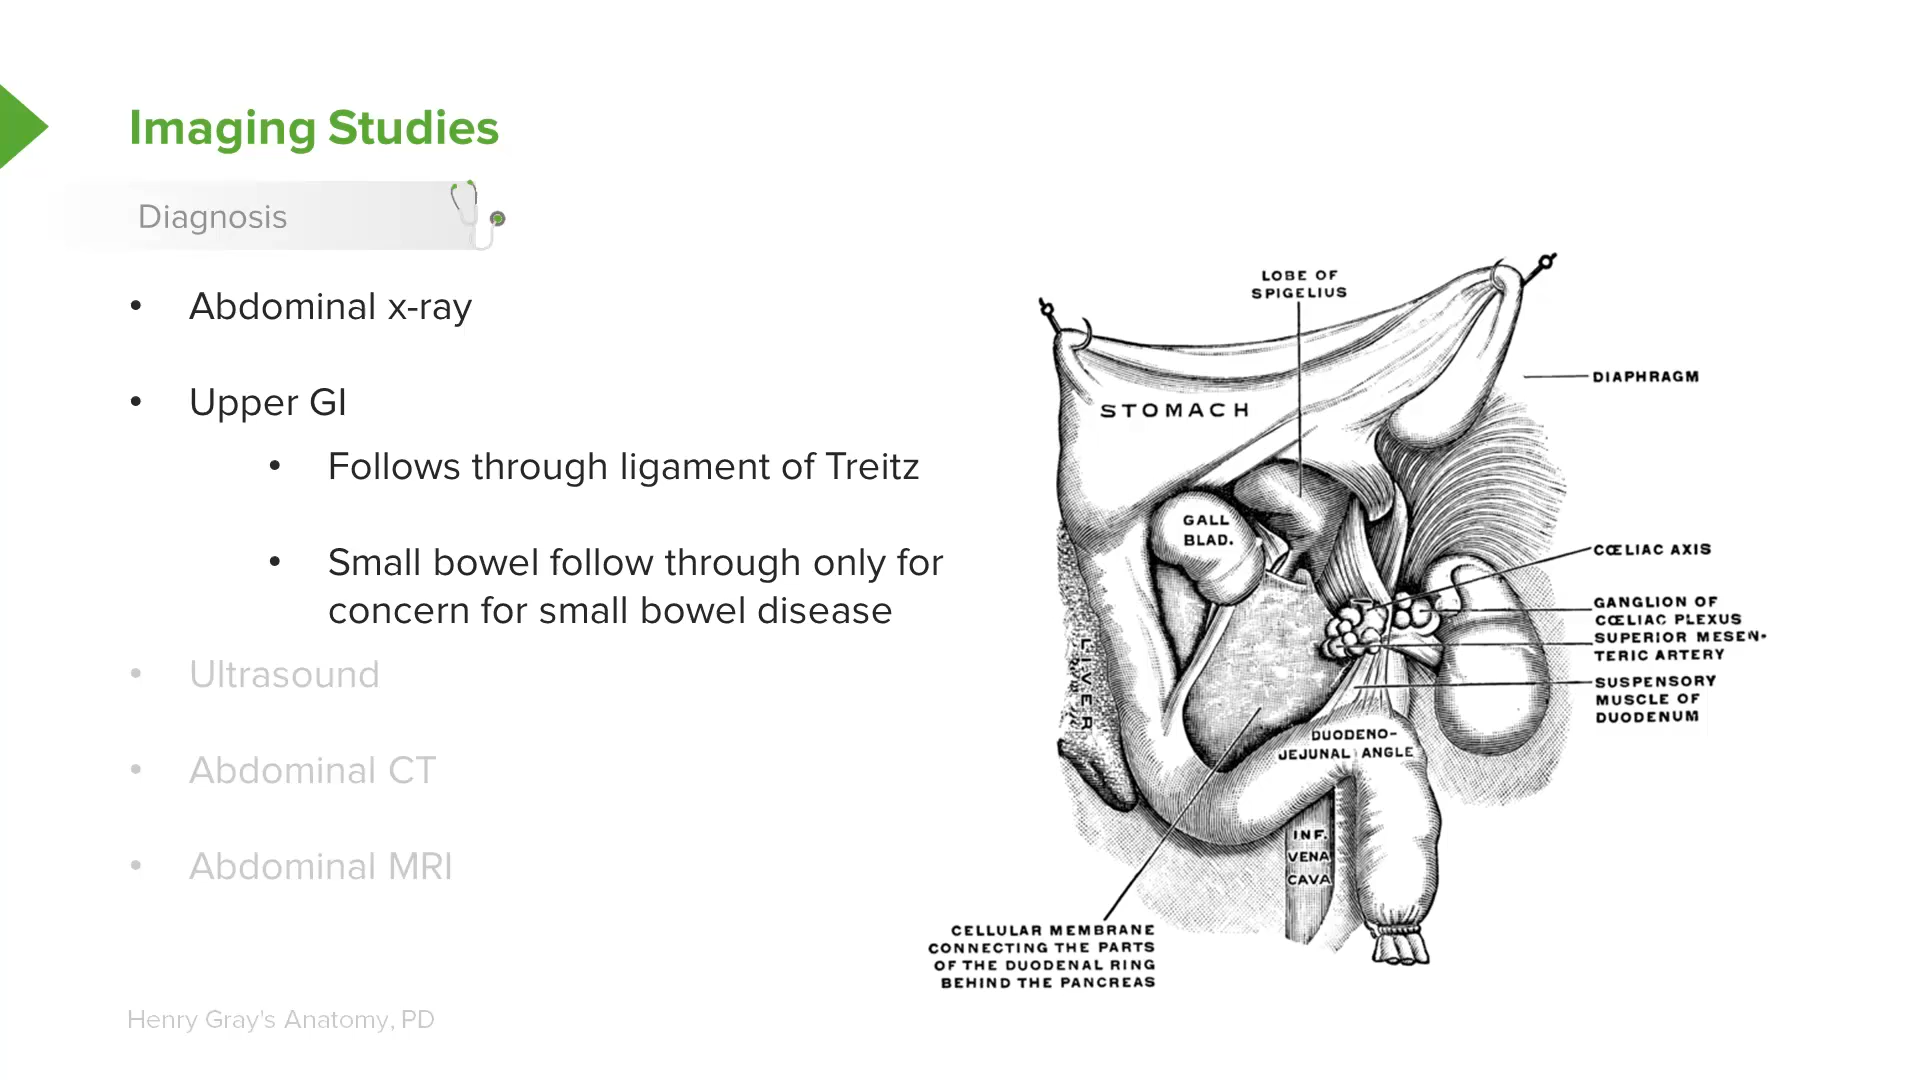 Imaging Studies
Diagnosis
• Abdominal x-ray
• Upper GI
• Follows through ligament of Treitz
• Small bowel follow through only for
concern for small bowel disease
• Ultrasound
• Abdominal CT
• Abdominal MRI
Henry Gray's Anatomy, PD
LOBE OF
SPIGELIUS
DIAPHRAGM
STOMACH
GALL
BLAD.
CŒLIAC AXIS
GANGLION OF
CŒLIAC PLEXUS
SUPERIOR MESEN-
TERIC ARTERY
LIVER
SUSPENSORY
MUSCLE OF
DUODENUM
DUODENO-
JEJUNAL ANGLE
INF.
VENA
CAVA
CELLULAR MEMBRANE
CONNECTING THE PARTS
OF THE DUODENAL RING
BEHIND THE PANCREAS